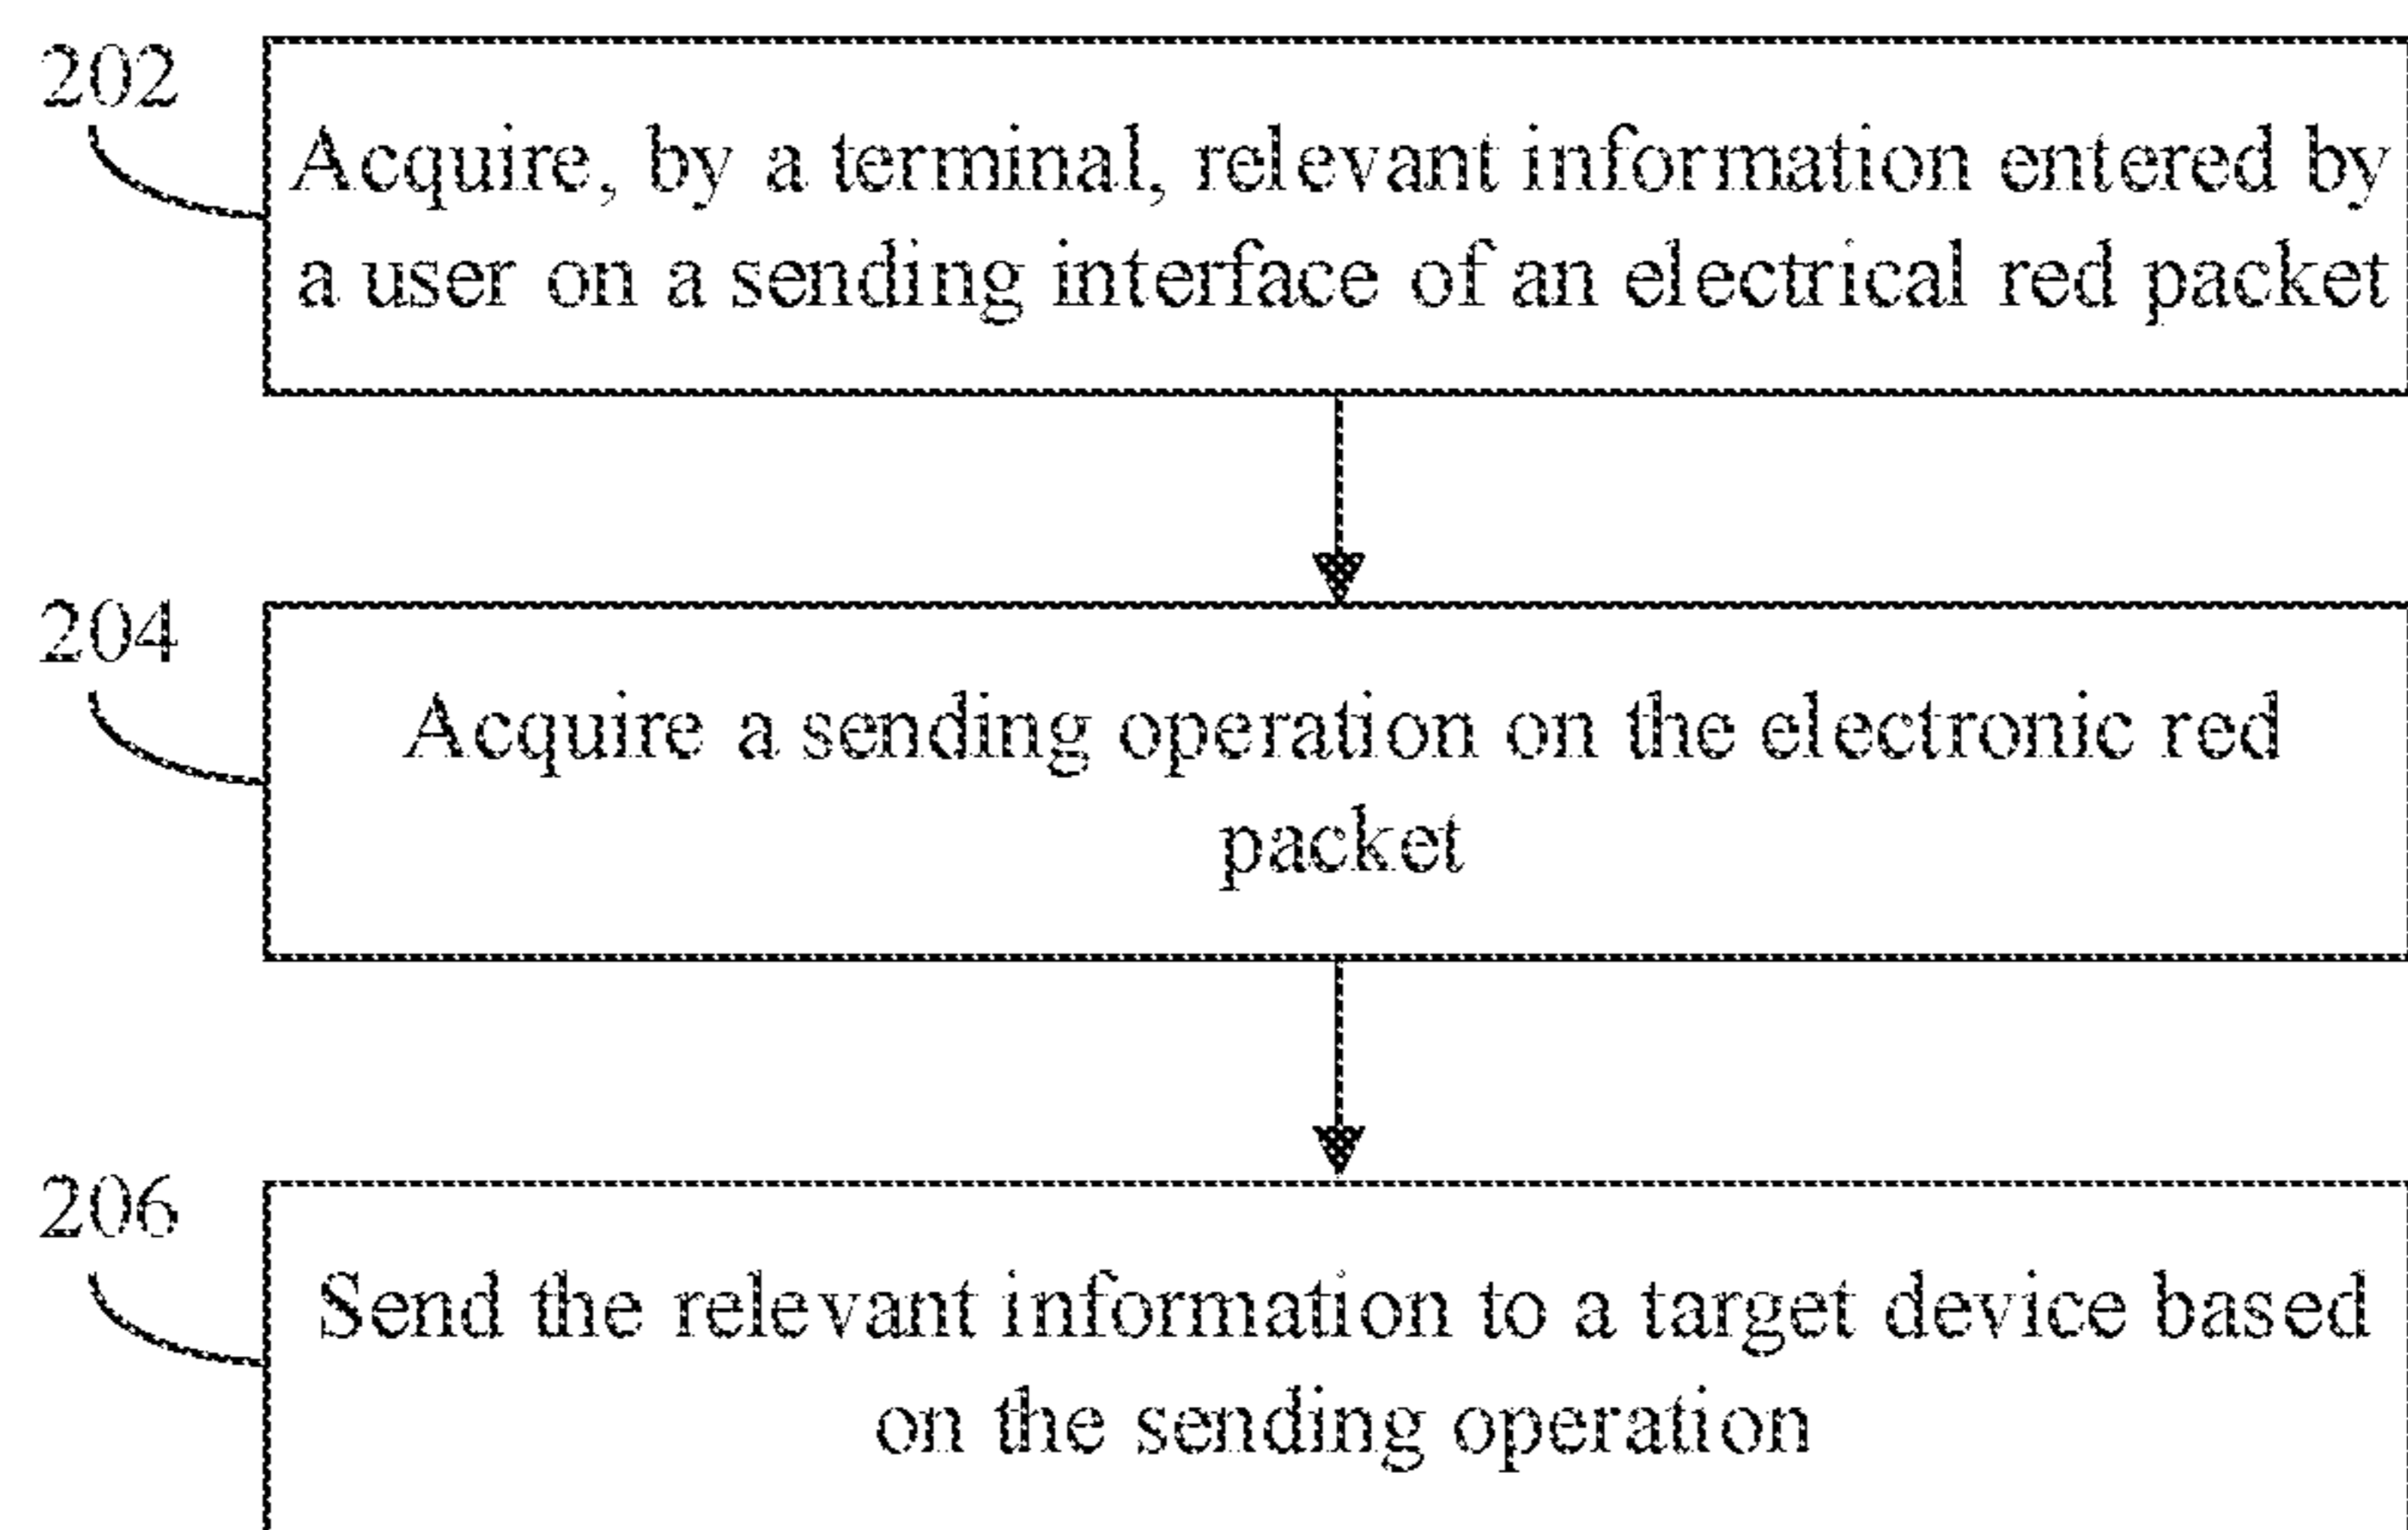 202
Acquire, by a terminal, relevant information entered by
a user on a sending interface of an electrical red packet
204
Acquire a sending operation on the electronic red
packet
206
Send the relevant information to a target device based
on the sending operation